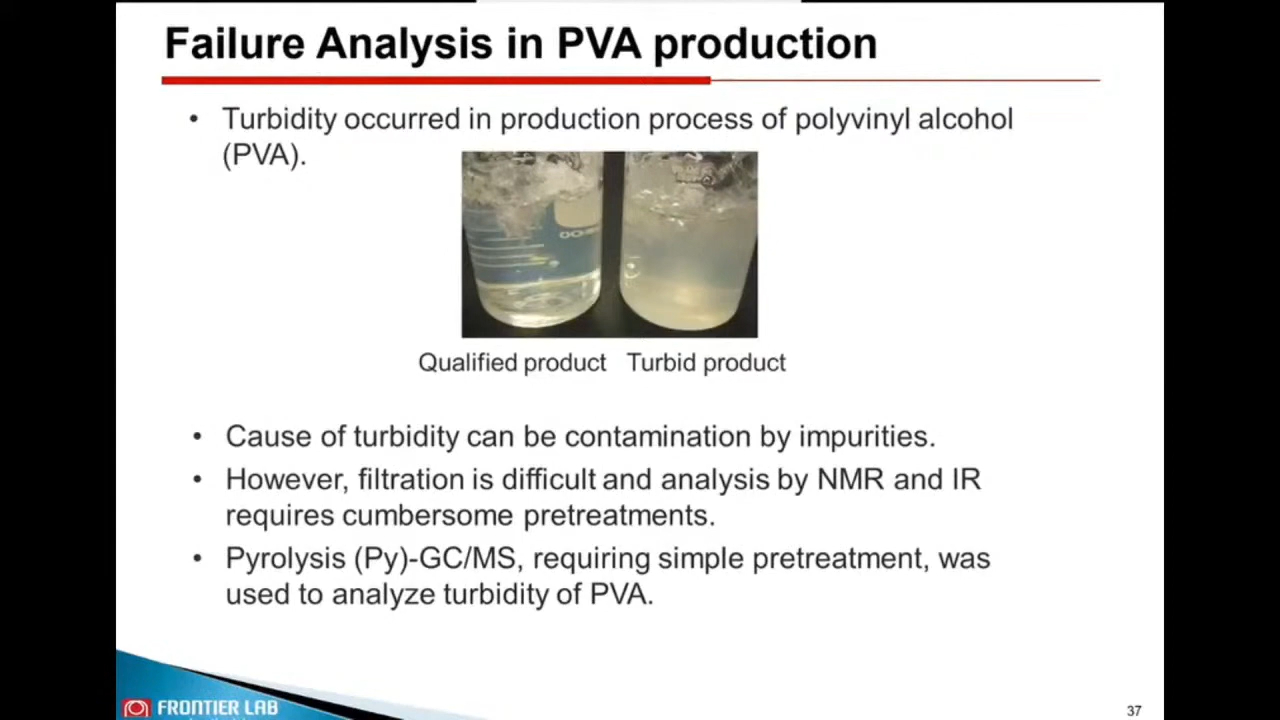 Failure Analysis in PVA production
• Turbidity occurred in production process of polyvinyl alcohol
(PVA).
Qualified product Turbid product
• Cause of turbidity can be contamination by impurities.
• However, filtration is difficult and analysis by NMR and IR
requires cumbersome pretreatments.
• Pyrolysis (Py)-GC/MS, requiring simple pretreatment, was
used to analyze turbidity of PVA.
FRONTIER LAB
37